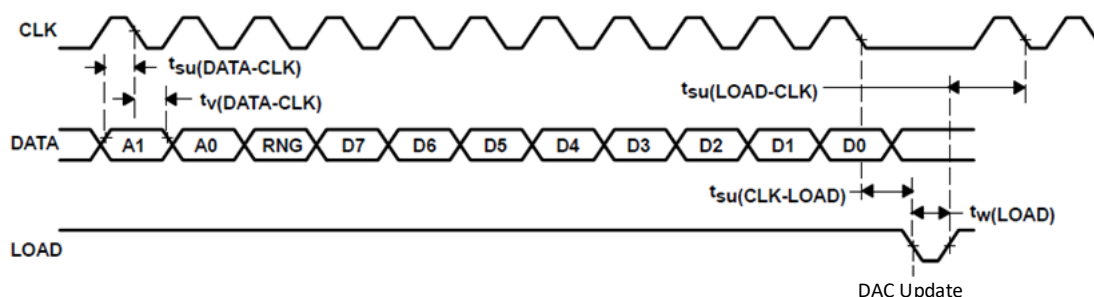 CLK
tsu(DATA-CLK)
tv(DATA-CLK)
tsu(LOAD-CLK)
DATA A1 A0 RNG D7 D6 D5 D4 D3 D2 D1 D0
tsu(CLK-LOAD)
tw(LOAD)
LOAD
DAC Update